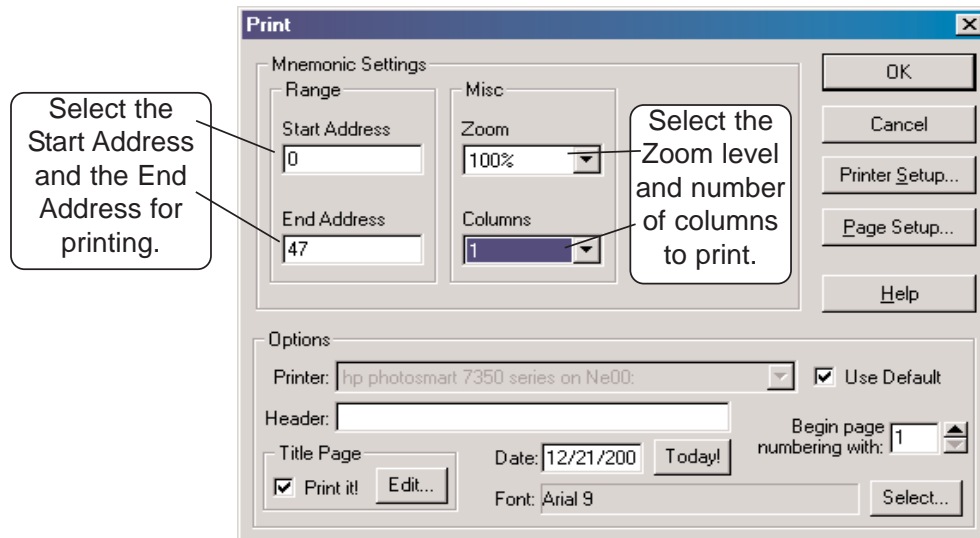 Print
Mnemonic Settings
Range
Start Address
0
End Address
47
Misc
Zoom
100%
Columns
1
OK
Cancel
Printer Setup...
Page Setup...
Help
Select the
Start Address
and the End
Address for
printing.
Select the
Zoom level
and number
of columns
to print.
Options
Printer: hp photosmart 7350 series on Ne00:
Use Default
Header:
Begin page
numbering with: 1
Title Page
Print it! Edit...
Date: 12/21/200 Today!
Font: Arial 9 Select...